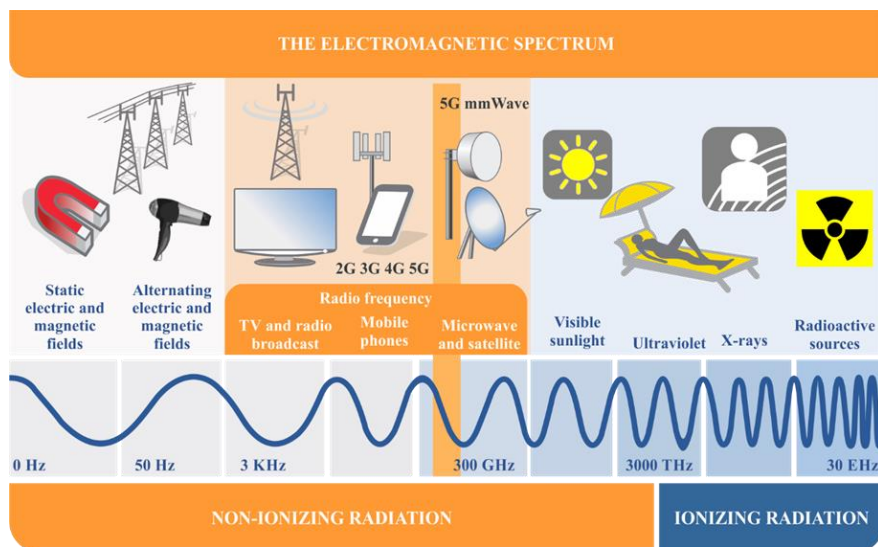 THE ELECTROMAGNETIC SPECTRUM
5G mmWave
2G 3G 4G 5G
Static
electric and
magnetic
fields
Alternating
electric and
magnetic
fields
Radio frequency
TV and radio
broadcast
Mobile
phones
Microwave
and satellite
Visible
sunlight
Ultraviolet
X-rays
Radioactive
sources
0 Hz
50 Hz
3 KHz
300 GHz
3000 THz
30 EHz
NON-IONIZING RADIATION
IONIZING RADIATION